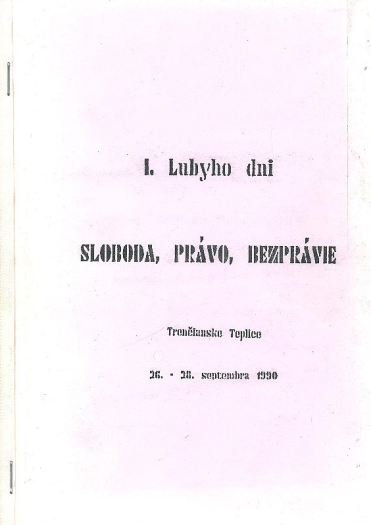 I. Lubyho dni
SLOBODA, PRÁVO, BEZPRÁVIE
Trenčianske Teplice
26. - 28. septembra 1990